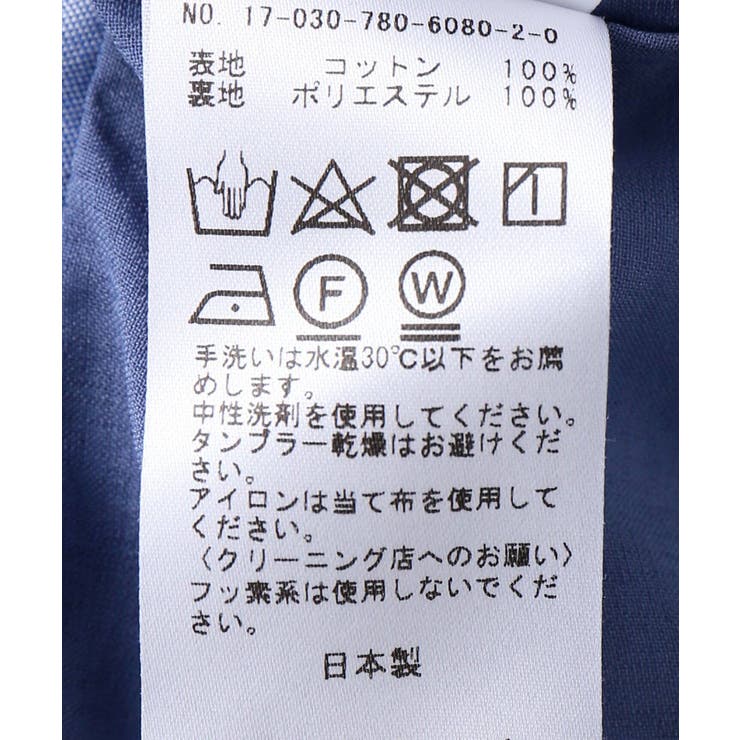 NO. 17-030-780-6080-2-0
表地 コットン 100%
裏地 ポリエステル 100%
F W
手洗いは水温30℃以下をお薦
めします。
中性洗剤を使用してください。
タンブラー乾燥はお避けくだ
さい。
アイロンは当て布を使用して
ください。
〈クリーニング店へのお願い〉
フッ素系は使用しないでくだ
さい。
日本製